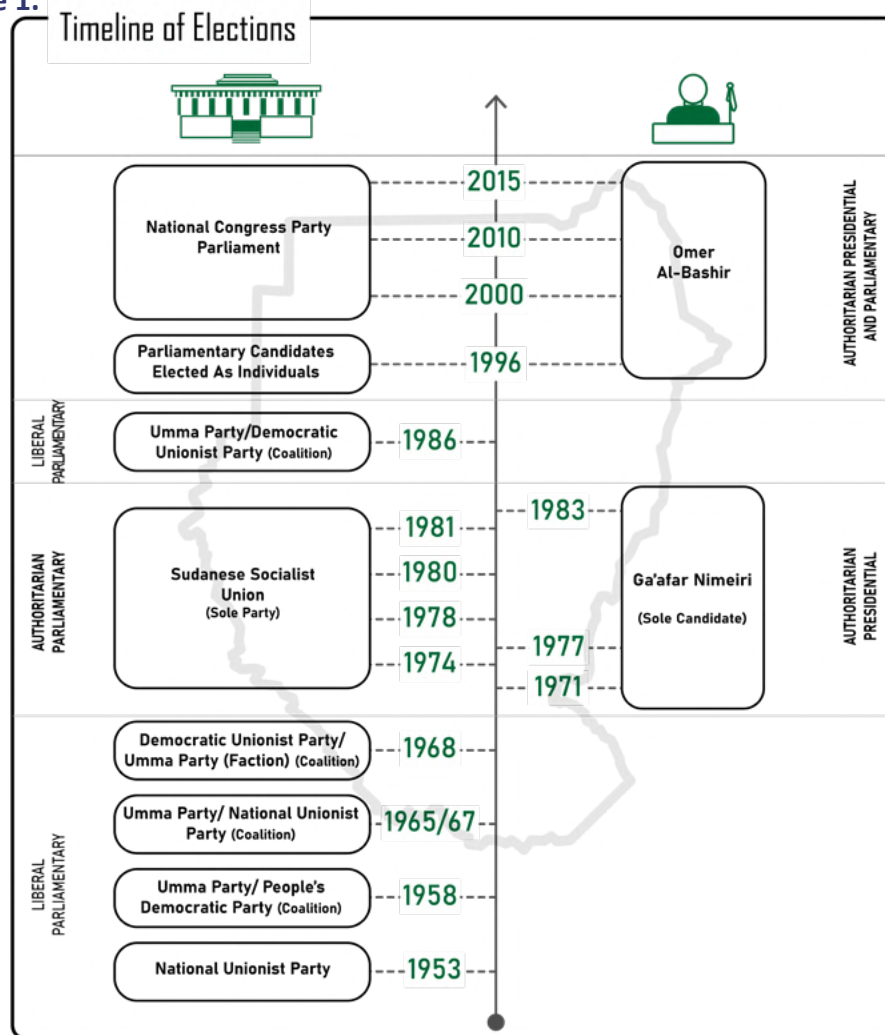 e 1.
Timeline of Elections
2015
National Congress Party
Parliament
2010
Omer
Al-Bashir
2000
AUTHORITARIAN PRESIDENTIAL
AND PARLIAMENTARY
Parliamentary Candidates
Elected As Individuals
1996
LIBERAL
PARLIAMENTARY
Umma Party/Democratic
Unionist Party (Coalition)
1986
AUTHORITARIAN
PARLIAMENTARY
Sudanese Socialist
Union
(Sole Party)
1983
1981
1980
1978
1977
1974
1971
Ga'afar Nimeiri
(Sole Candidate)
AUTHORITARIAN
PRESIDENTIAL
LIBERAL
PARLIAMENTARY
Democratic Unionist Party/
Umma Party (Faction) (Coalition)
1968
Umma Party/ National Unionist
Party (Coalition)
1965/67
Umma Party/ People's
Democratic Party (Coalition)
1958
National Unionist Party
1953